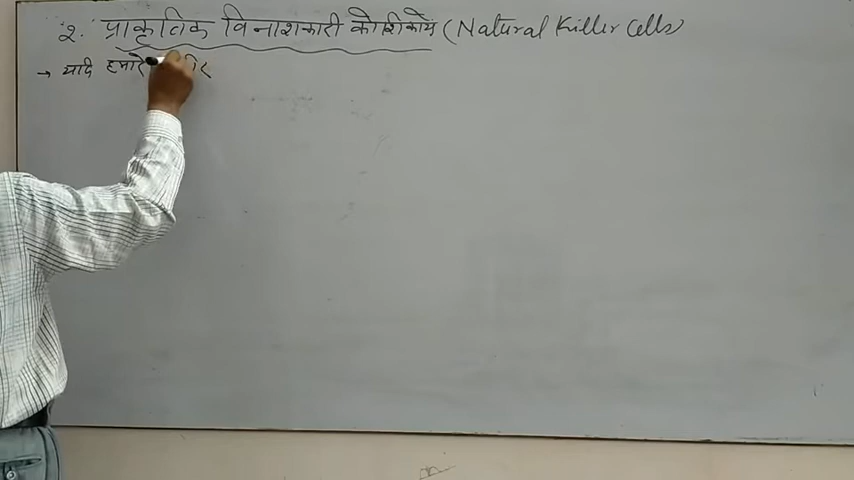 2. प्राकृतिक विनाशकारी कोशिकायें (Natural Killer Cells)
→ यदि हमारे